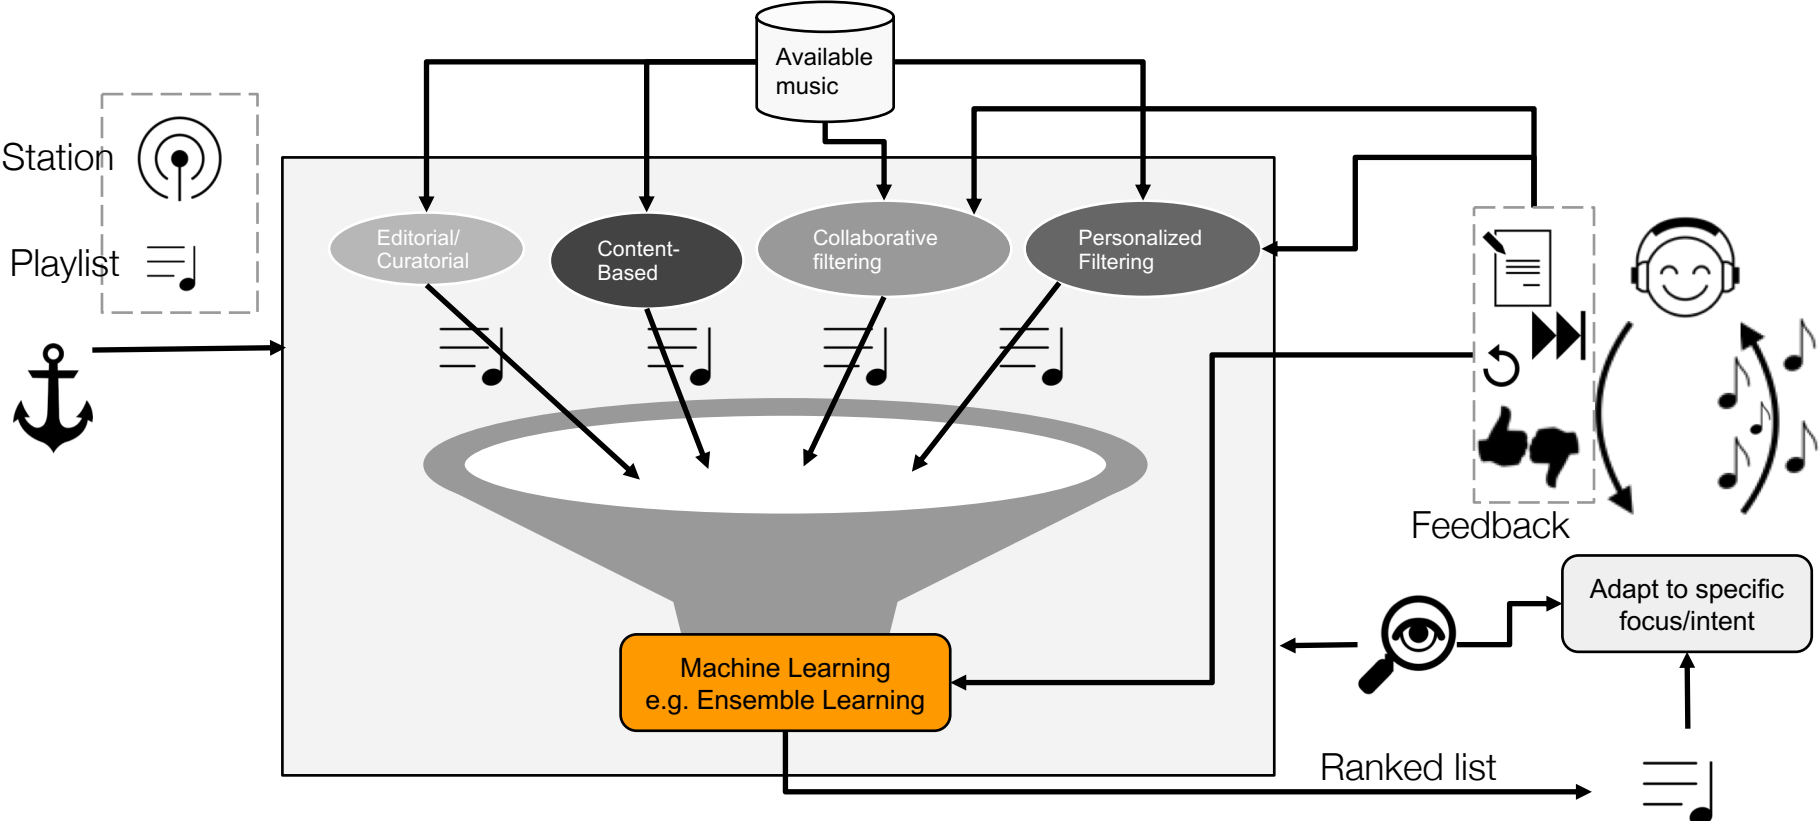 Available
music
Station
Playlist
Editorial/
Curatorial
Content-
Based
Collaborative
filtering
Personalized
Filtering
Feedback
Adapt to specific
focus/intent
Machine Learning
e.g. Ensemble Learning
Ranked list